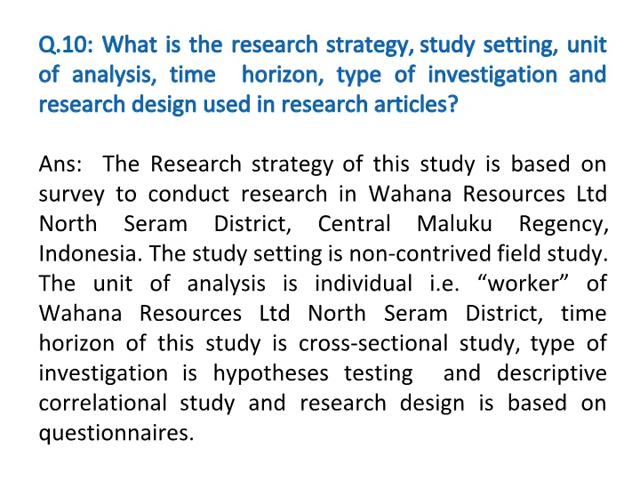 Q.10: What is the research strategy, study setting, unit
of analysis, time horizon, type of investigation and
research design used in research articles?
Ans: The Research strategy of this study is based on
survey to conduct research in Wahana Resources Ltd
North Seram District, Central Maluku Regency,
Indonesia. The study setting is non-contrived field study.
The unit of analysis is individual i.e. “worker” of
Wahana Resources Ltd North Seram District, time
horizon of this study is cross-sectional study, type of
investigation is hypotheses testing and descriptive
correlational study and research design is based on
questionnaires.